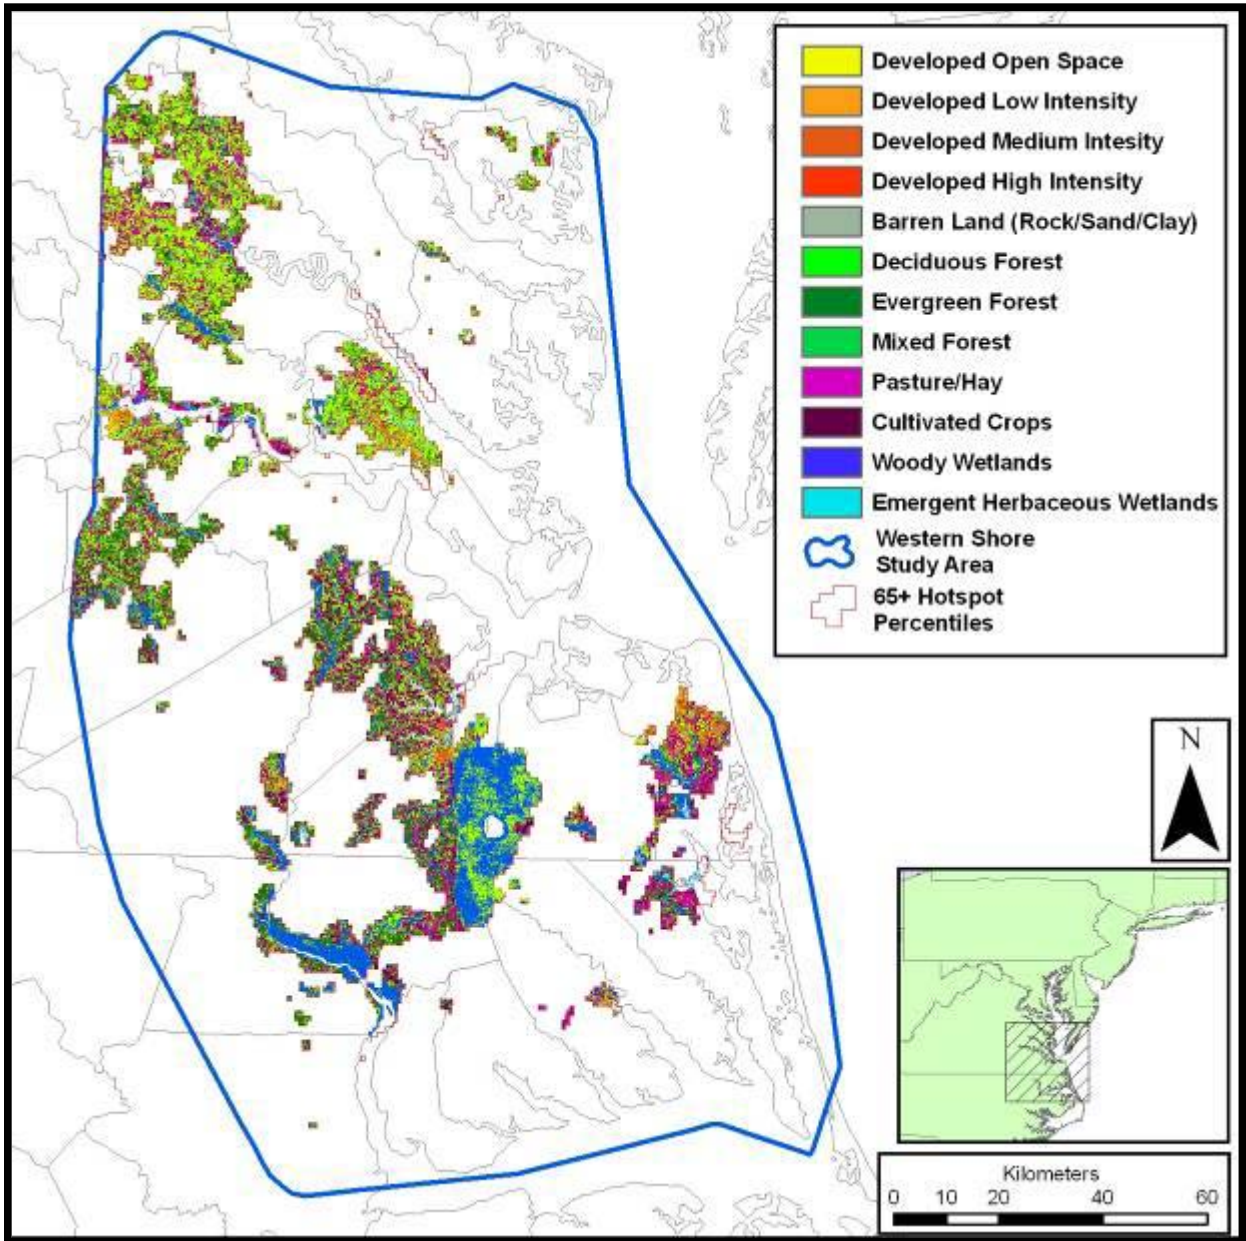 Developed Open Space
Developed Low Intensity
Developed Medium Intesity
Developed High Intensity
Barren Land (Rock/Sand/Clay)
Deciduous Forest
Evergreen Forest
Mixed Forest
Pasture/Hay
Cultivated Crops
Woody Wetlands
Emergent Herbaceous Wetlands
Western Shore
Study Area
65+ Hotspot
Percentiles
N
Kilometers
0 10 20 40 60